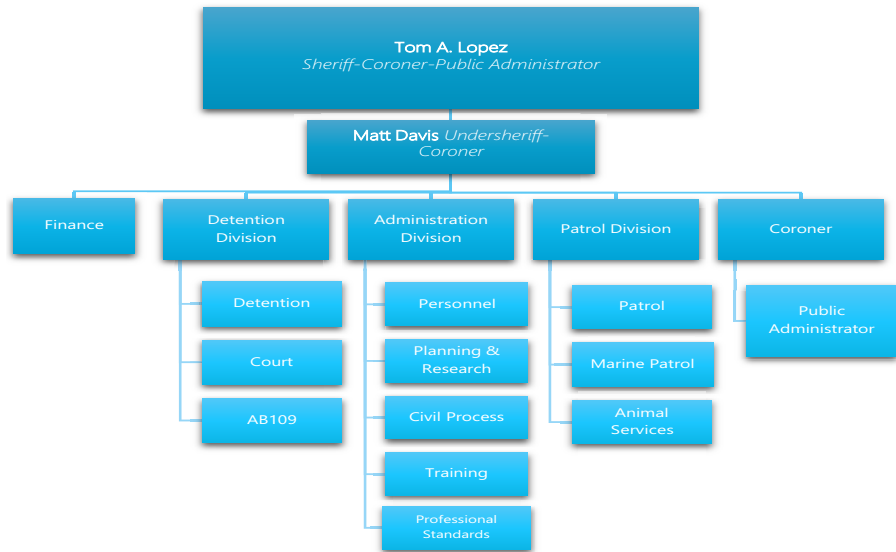 Tom A. Lopez
Sheriff-Coroner-Public Administrator
Matt Davis Undersheriff-
Coroner
Finance
Detention
Division
Administration
Division
Patrol Division
Coroner
Detention
Court
AB109
Personnel
Planning &
Research
Civil Process
Training
Professional
Standards
Patrol
Marine Patrol
Animal
Services
Public
Administrator